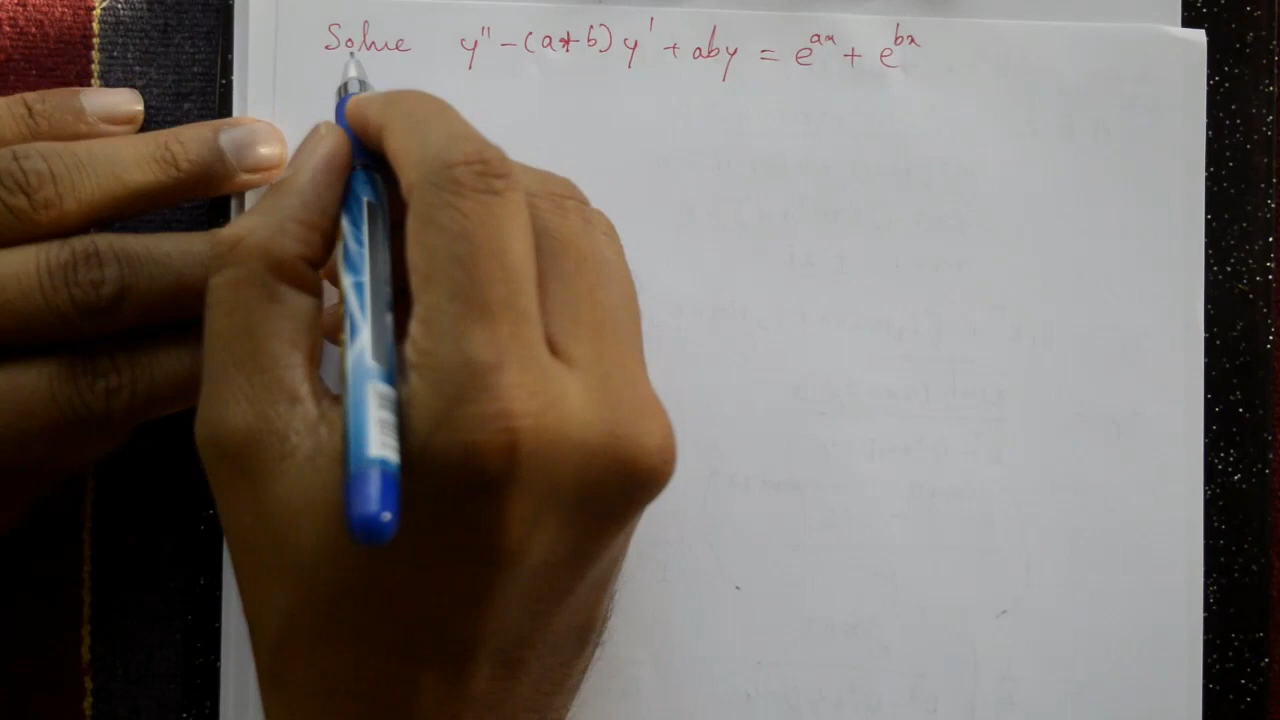 Solve y'' - (a+b) y' + aby = e^{ax} + e^{bx}